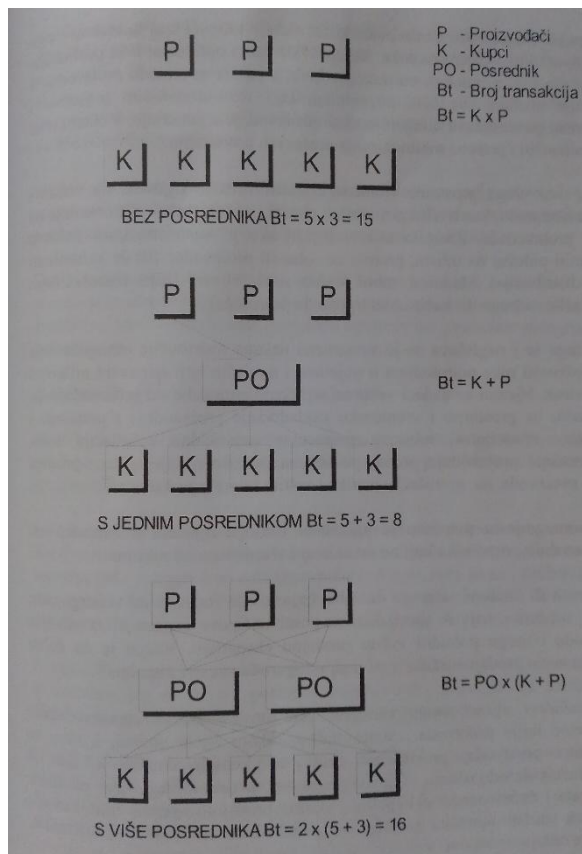 P P P
P - Proizvođači
K - Kupci
PO - Posrednik
Bt - Broj transakcija
Bt = K x P
K K K K K
BEZ POSREDNIKA Bt = 5 x 3 = 15
P P P
PO
Bt = K + P
K K K K K
S JEDNIM POSREDNIKOM Bt = 5 + 3 = 8
P P P
PO PO
Bt = PO x (K + P)
K K K K K
S VIŠE POSREDNIKA Bt = 2 x (5 + 3) = 16